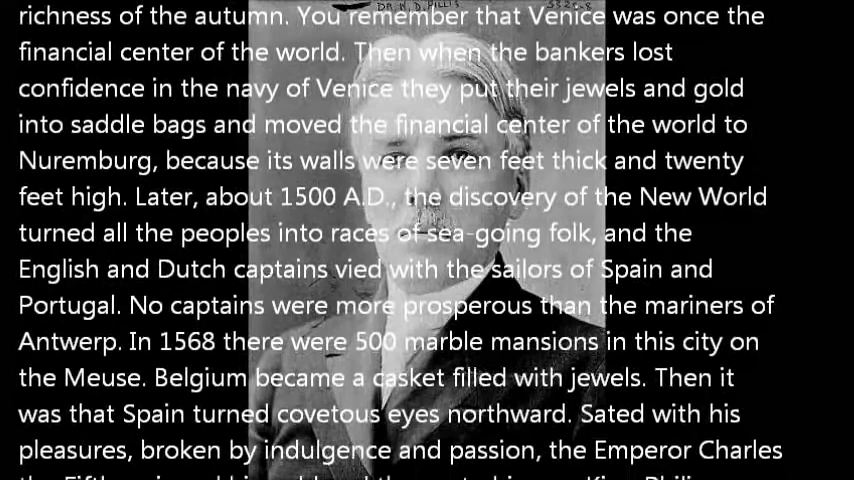 DR. N. D. HILLIS
3326-8
richness of the autumn. You remember that Venice was once the
financial center of the world. Then when the bankers lost
confidence in the navy of Venice they put their jewels and gold
into saddle bags and moved the financial center of the world to
Nuremburg, because its walls were seven feet thick and twenty
feet high. Later, about 1500 A.D., the discovery of the New World
turned all the peoples into races of sea-going folk, and the
English and Dutch captains vied with the sailors of Spain and
Portugal. No captains were more prosperous than the mariners of
Antwerp. In 1568 there were 500 marble mansions in this city on
the Meuse. Belgium became a casket filled with jewels. Then it
was that Spain turned covetous eyes northward. Sated with his
pleasures, broken by indulgence and passion, the Emperor Charles